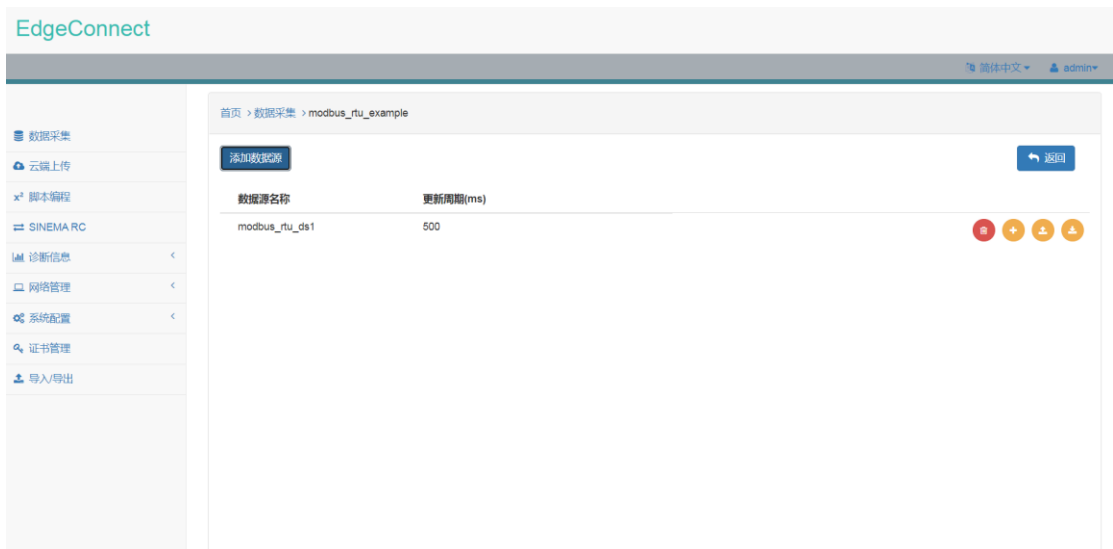 EdgeConnect
简体中文 admin
首页 >数据采集 >modbus_rtu_example
数据采集
云端上传
x² 脚本编程
SINEMA RC
诊断信息
网络管理
系统配置
证书管理
导入/导出
添加数据源 返回
数据源名称 更新周期(ms)
modbus_rtu_ds1 500